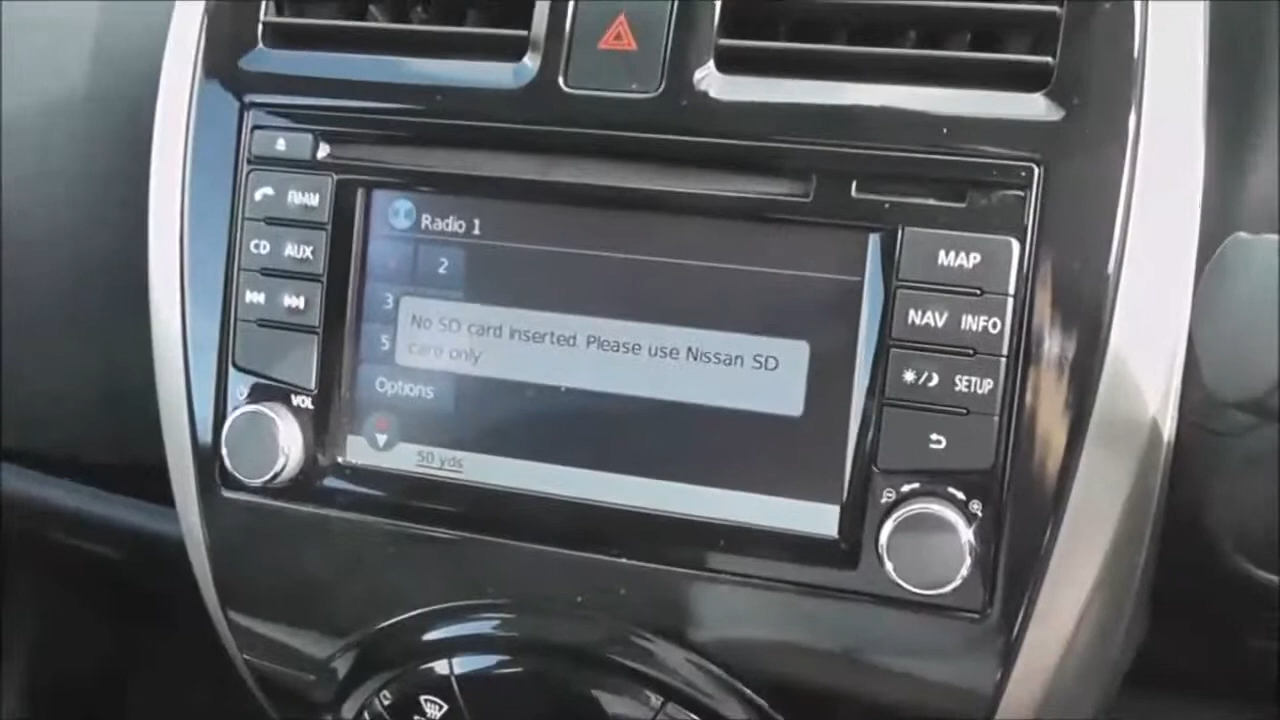 FM·AM
CD AUX
VOL
Radio 1
2
3
5
No SD card inserted. Please use Nissan SD
card only
Options
50 yds
MAP
NAV INFO
SETUP